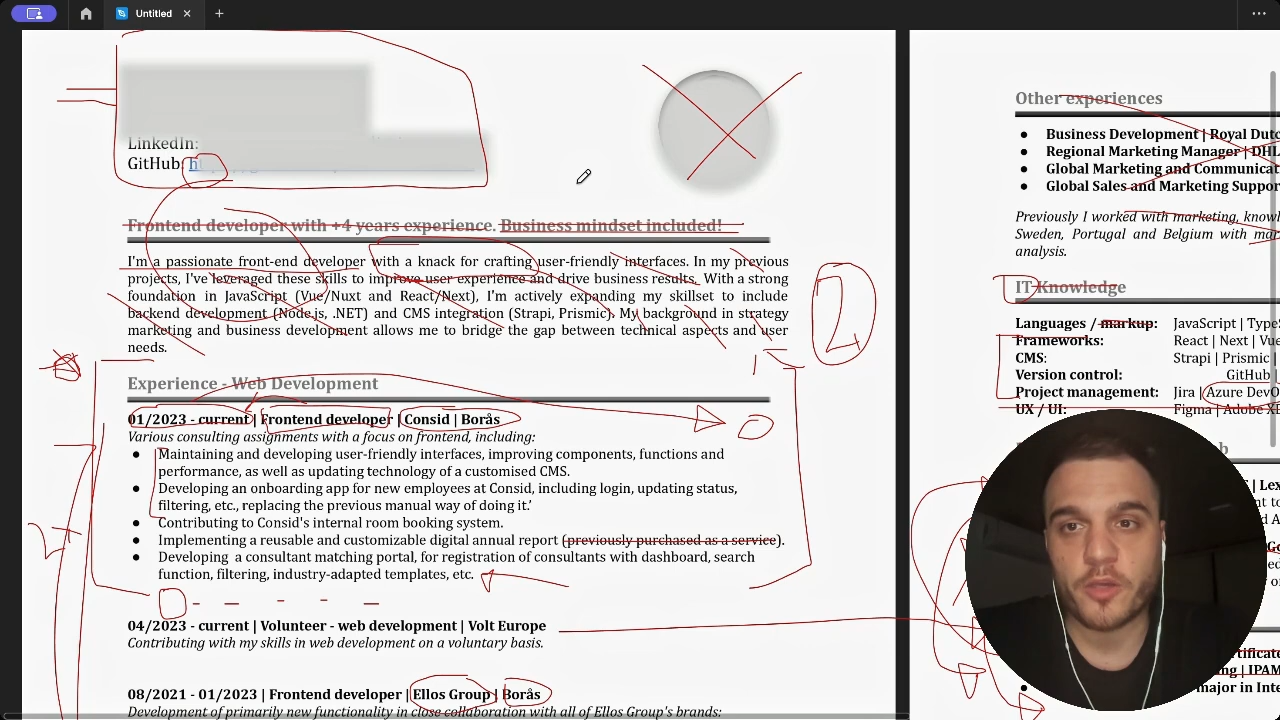 Untitled
LinkedIn:
GitHub: h
Frontend developer with +4 years experience. Business mindset included!
I'm a passionate front-end developer with a knack for crafting user-friendly interfaces. In my previous
projects, I've leveraged these skills to improve user experience and drive business results. With a strong
foundation in JavaScript (Vue/Nuxt and React/Next), I'm actively expanding my skillset to include
backend development (Node.js, .NET) and CMS integration (Strapi, Prismic). My background in strategy
marketing and business development allows me to bridge the gap between technical aspects and user
needs.
2
Experience - Web Development
01/2023 - current | Frontend developer | Consid | Borås
Various consulting assignments with a focus on frontend, including:
● Maintaining and developing user-friendly interfaces, improving components, functions and
performance, as well as updating technology of a customised CMS.
● Developing an onboarding app for new employees at Consid, including login, updating status,
filtering, etc., replacing the previous manual way of doing it.'
● Contributing to Consid's internal room booking system.
● Implementing a reusable and customizable digital annual report (previously purchased as a service).
● Developing a consultant matching portal, for registration of consultants with dashboard, search
function, filtering, industry-adapted templates, etc.
04/2023 - current | Volunteer - web development | Volt Europe
Contributing with my skills in web development on a voluntary basis.
08/2021 - 01/2023 | Frontend developer | Ellos Group | Borås
Development of primarily new functionality in close collaboration with all of Ellos Group's brands:
Other experiences
● Business Development | Royal Dutc
● Regional Marketing Manager | DHL
● Global Marketing and Communicat
● Global Sales and Marketing Suppor
Previously I worked with marketing, know
Sweden, Portugal and Belgium with mar
analysis.
IT Knowledge
Languages / markup: JavaScript | Type
Frameworks: React | Next | Vue
CMS: Strapi | Prismic |
Version control: GitHub |
Project management: Jira | Azure DevO
UX / UI: Figma | Adobe XD
b
| Lex
nt to
d A
rtificate
ng | IPAM
major in Inte